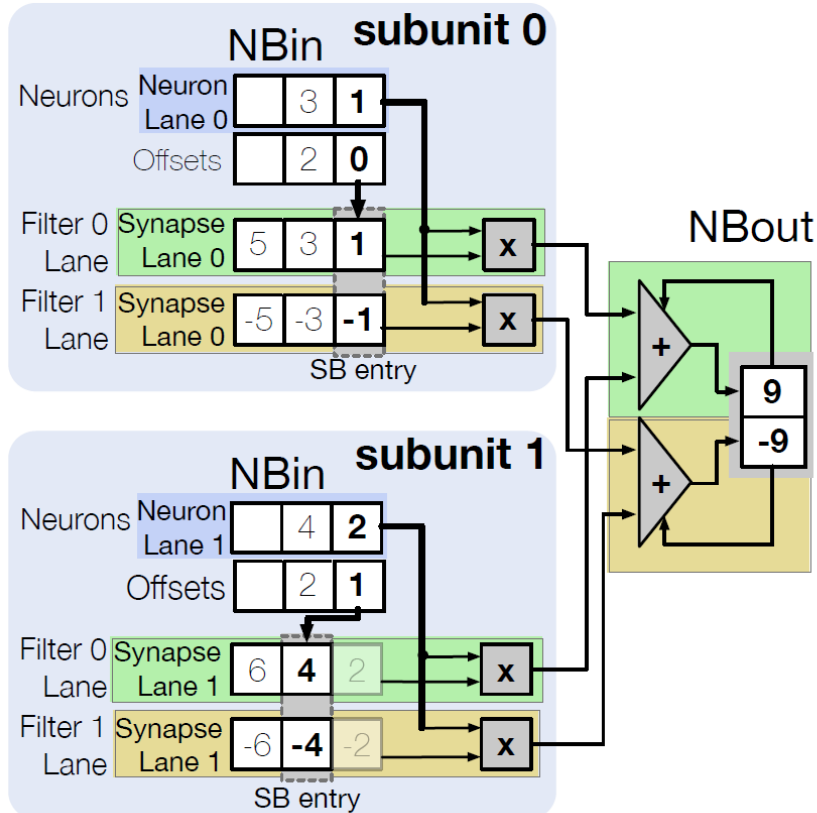 subunit 0
NBin
Neurons Neuron Lane 0 3 1
Offsets 2 0
Filter 0 Lane Synapse Lane 0 5 3 1 x
Filter 1 Lane Synapse Lane 0 -5 -3 -1 x
SB entry
NBout
+ 9
+ -9
subunit 1
NBin
Neurons Neuron Lane 1 4 2
Offsets 2 1
Filter 0 Lane Synapse Lane 1 6 4 2 x
Filter 1 Lane Synapse Lane 1 -6 -4 -2 x
SB entry